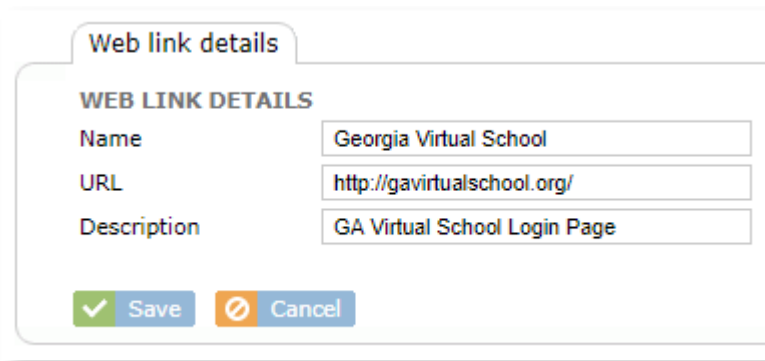 Web link details
WEB LINK DETAILS
Name Georgia Virtual School
URL http://gavirtualschool.org/
Description GA Virtual School Login Page
Save Cancel